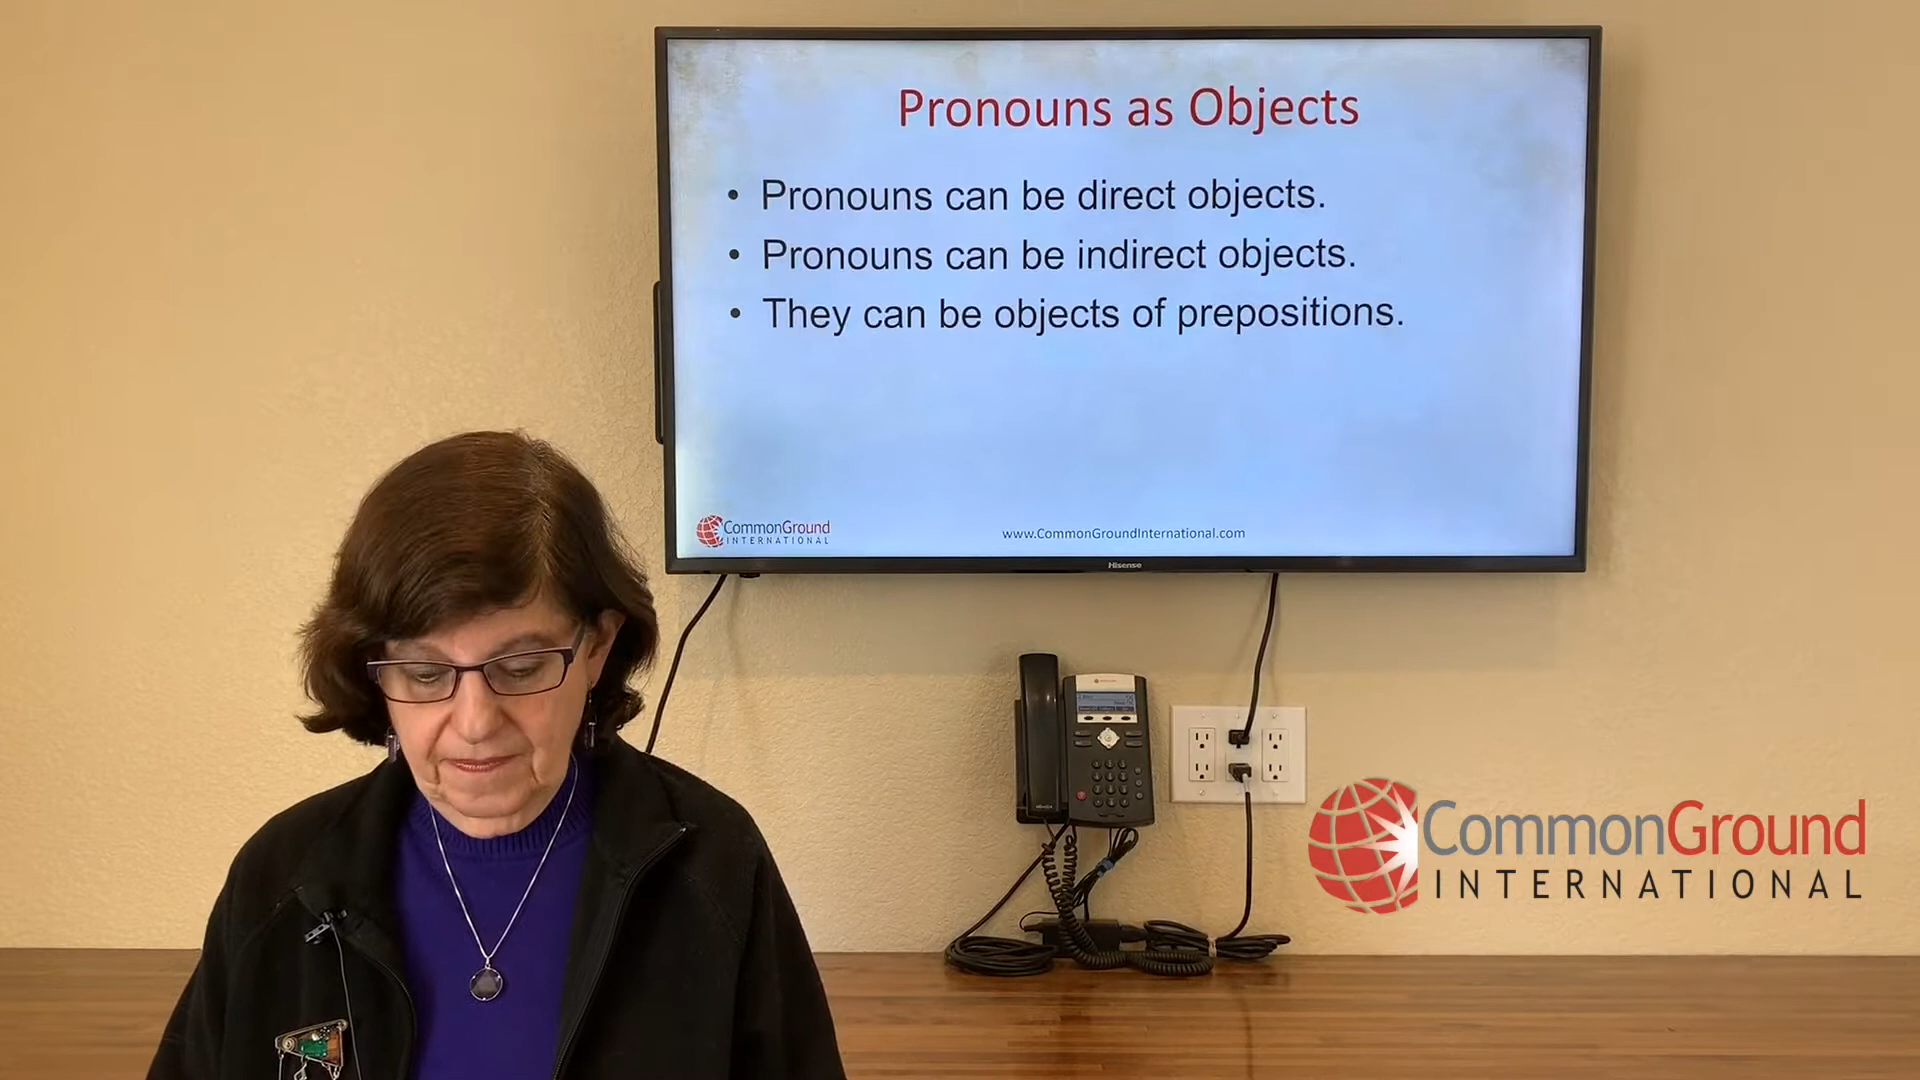 Pronouns as Objects
• Pronouns can be direct objects.
• Pronouns can be indirect objects.
• They can be objects of prepositions.
CommonGround
INTERNATIONAL
www.CommonGroundInternational.com
Hisense
CommonGround
INTERNATIONAL